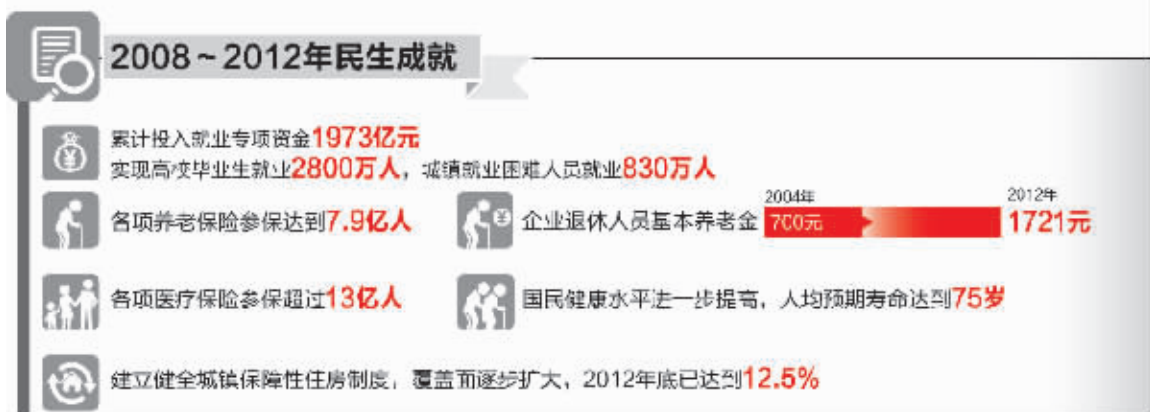 2008~2012年民生成就
累计投入就业专项资金1973亿元
实现高校毕业生就业2800万人，城镇就业困难人员就业830万人
各项养老保险参保达到7.9亿人
企业退休人员基本养老金
2004年
700元
2012年
1721元
各项医疗保险参保超过13亿人
国民健康水平进一步提高，人均预期寿命达到75岁
建立健全城镇保障性住房制度，覆盖面逐步扩大，2012年底已达到12.5%